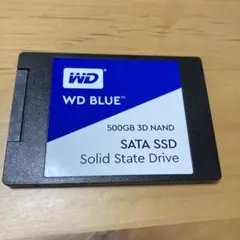 WD
WD BLUE™
500GB 3D NAND
SATA SSD
Solid State Drive